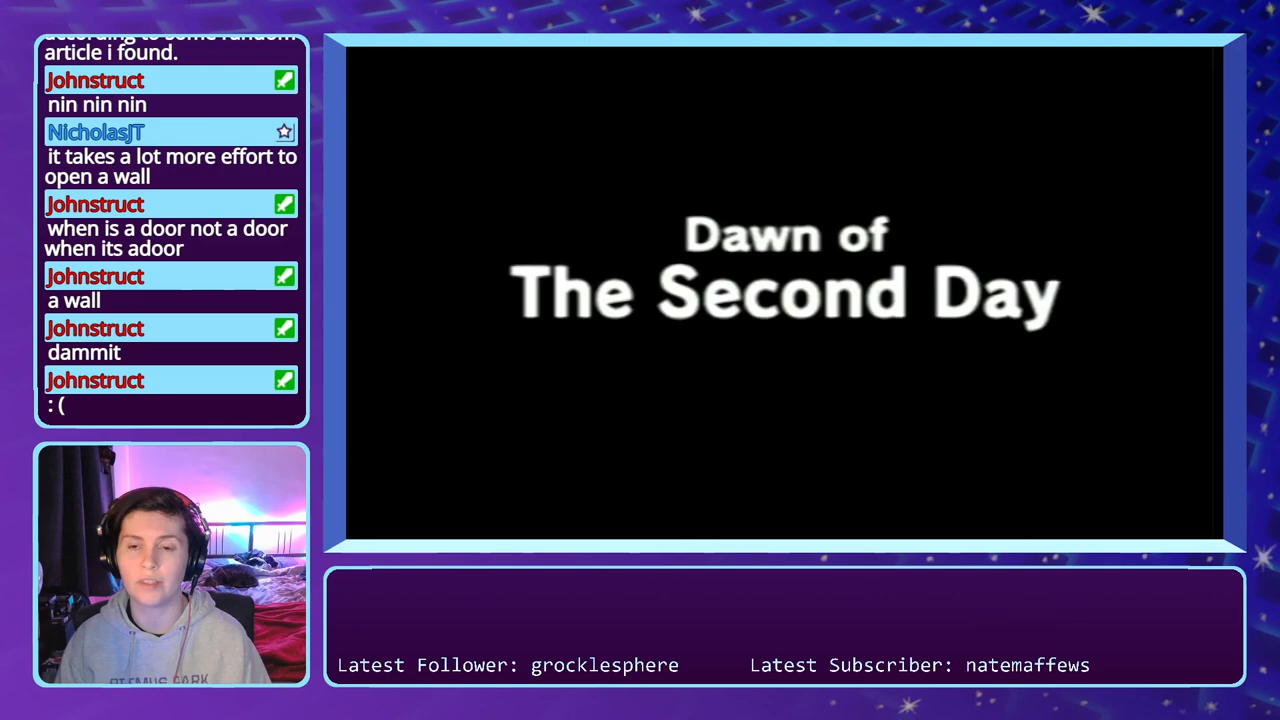 article i found.
Johnstruct
nin nin nin
NicholasJT
it takes a lot more effort to
open a wall
Johnstruct
when is a door not a door
when its adoor
Johnstruct
a wall
Johnstruct
dammit
Johnstruct
:(
Dawn of
The Second Day
Latest Follower: grocklesphere
Latest Subscriber: natemaffews